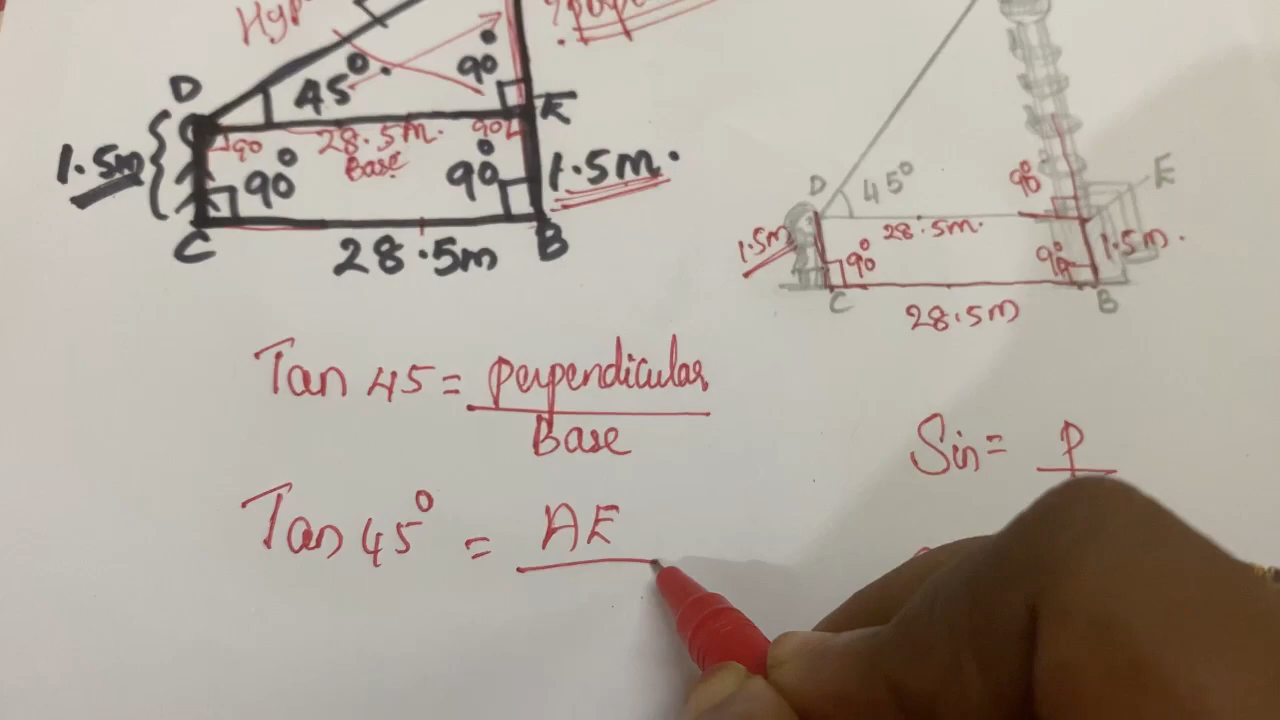 Hyp
? perpe
D
45°
90°
E
90
28.5m.
90
Base
1.5m
90°
90°
1.5m.
C
28.5m
B
D
45°
90°
E
28.5m.
1.5m
90°
90°
1.5m.
C
B
28.5m
Tan 45 = perpendicular
Base
Sin = P
Tan 45° = AE